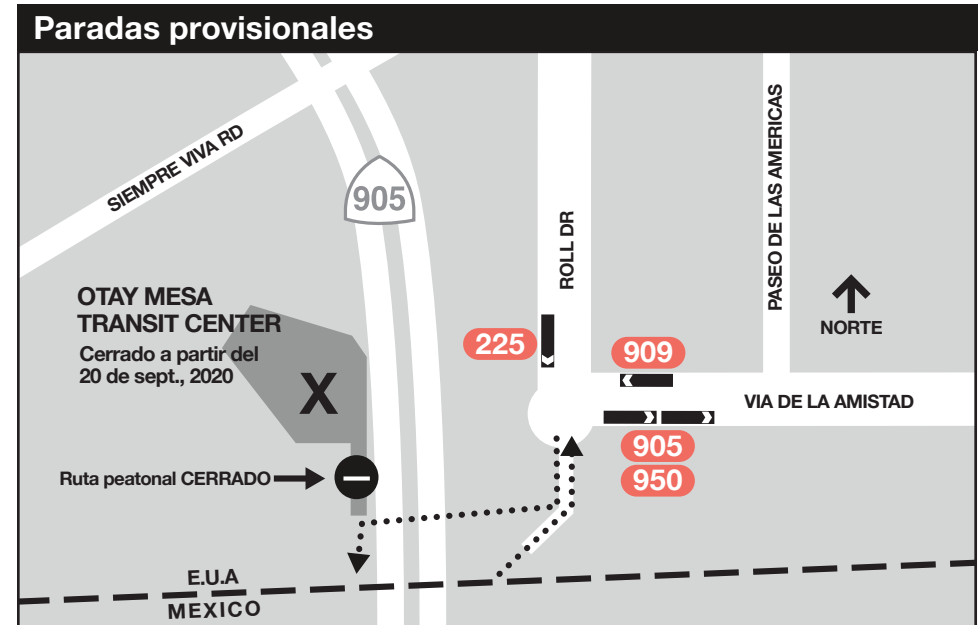 Paradas provisionales
SIEMPRE VIVA RD
905
ROLL DR
PASEO DE LAS AMERICAS
OTAY MESA
TRANSIT CENTER
Cerrado a partir del
20 de sept., 2020
X
NORTE
225
909
VIA DE LA AMISTAD
905
950
Ruta peatonal CERRADO
E.U.A
MEXICO